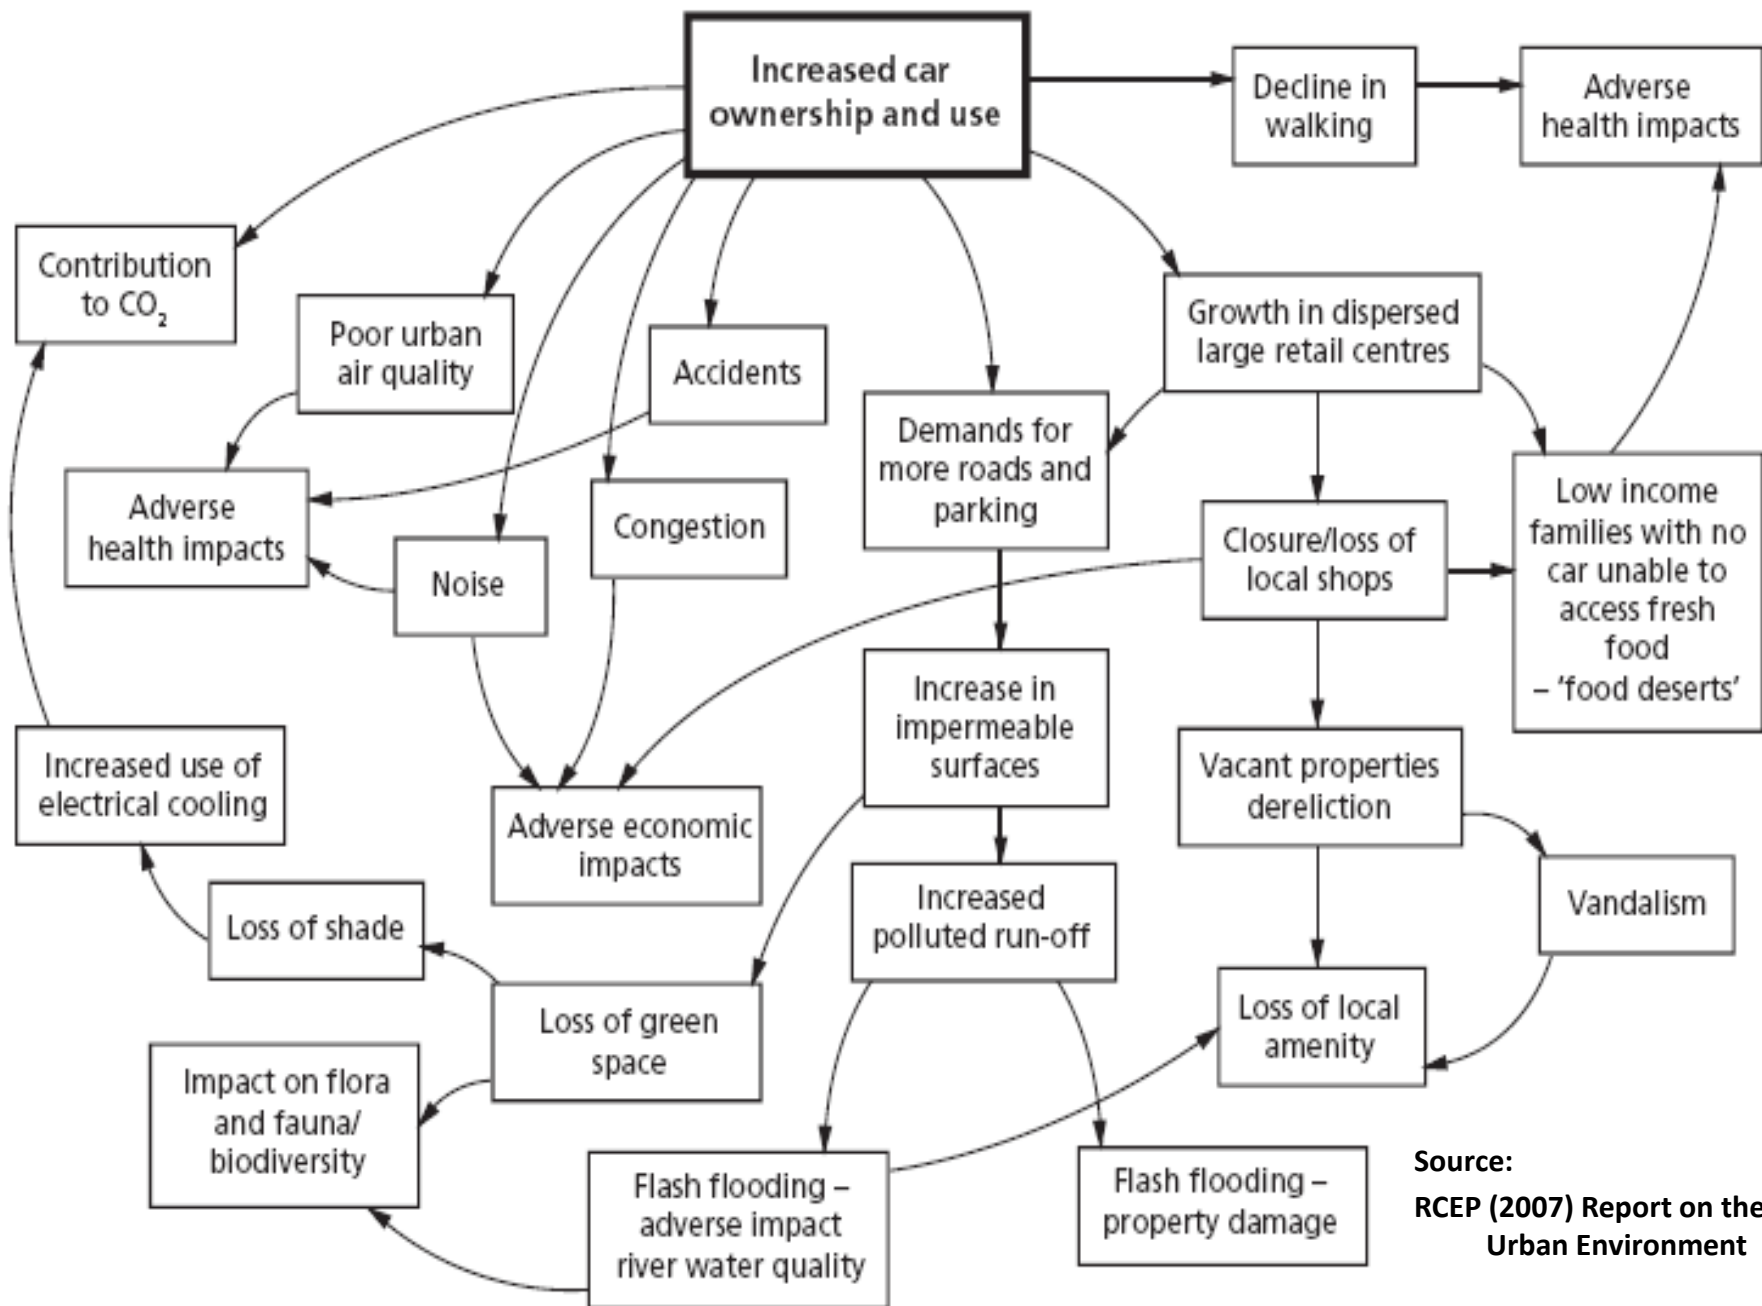 Increased car
ownership and use
Decline in
walking
Adverse
health impacts
Contribution
to CO₂
Poor urban
air quality
Accidents
Growth in dispersed
large retail centres
Demands for
more roads and
parking
Adverse
health impacts
Noise
Congestion
Closure/loss of
local shops
Low income
families with no
car unable to
access fresh
food
– ‘food deserts’
Increase in
impermeable
surfaces
Increased use of
electrical cooling
Adverse economic
impacts
Vacant properties
dereliction
Loss of shade
Increased
polluted run-off
Vandalism
Loss of green
space
Loss of local
amenity
Impact on flora
and fauna/
biodiversity
Flash flooding –
adverse impact
river water quality
Flash flooding –
property damage
Source:
RCEP (2007) Report on the
Urban Environment